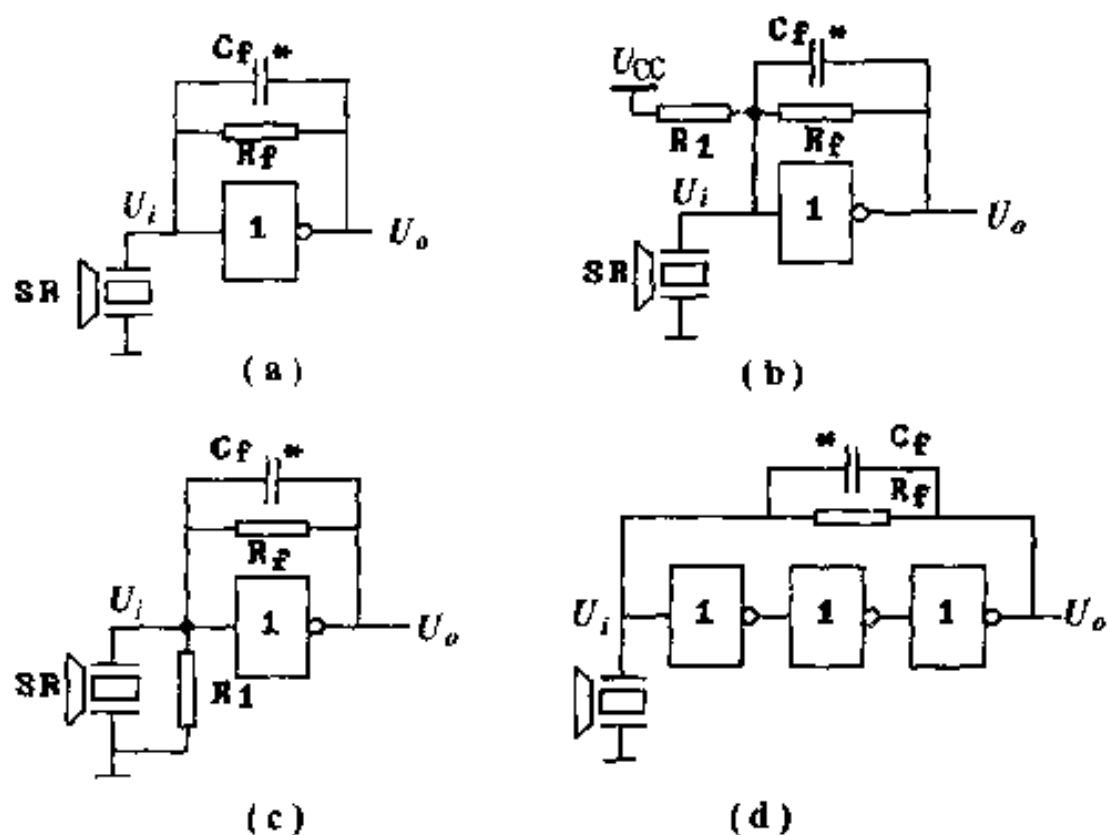 Cf *
Rf
Ui
1
Uo
SR
(a)
Cf *
UCC
R1
Rf
Ui
1
Uo
SR
(b)
Cf *
Rf
Ui
1
Uo
SR
R1
(c)
* Cf
Rf
Ui
1
1
1
Uo
(d)